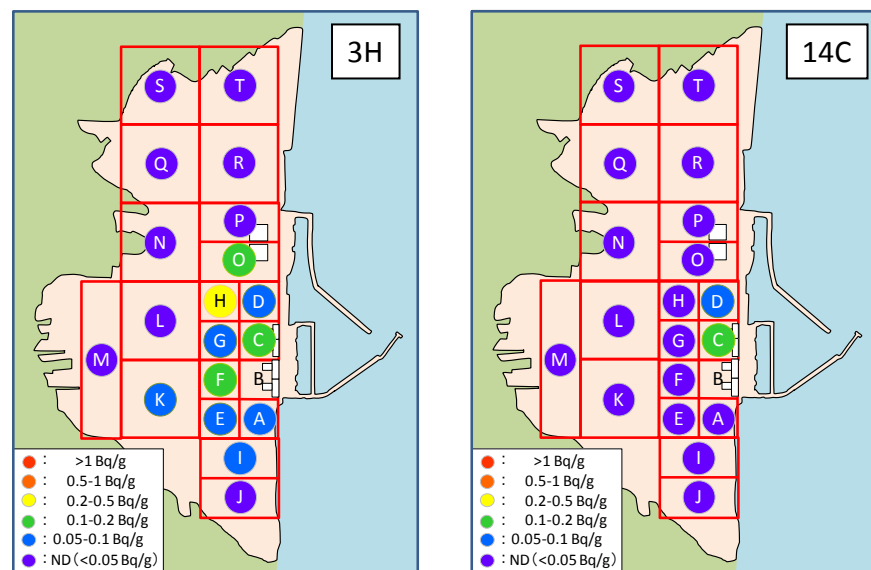 3H
S T
Q R
P
N
O
H D
L
G C
M
F B
K
E A
I
J
: >1 Bq/g
: 0.5-1 Bq/g
: 0.2-0.5 Bq/g
: 0.1-0.2 Bq/g
: 0.05-0.1 Bq/g
: ND(<0.05 Bq/g)
14C
S T
Q R
P
N
O
H D
L
G C
M
F B
K
E A
I
J
: >1 Bq/g
: 0.5-1 Bq/g
: 0.2-0.5 Bq/g
: 0.1-0.2 Bq/g
: 0.05-0.1 Bq/g
: ND(<0.05 Bq/g)